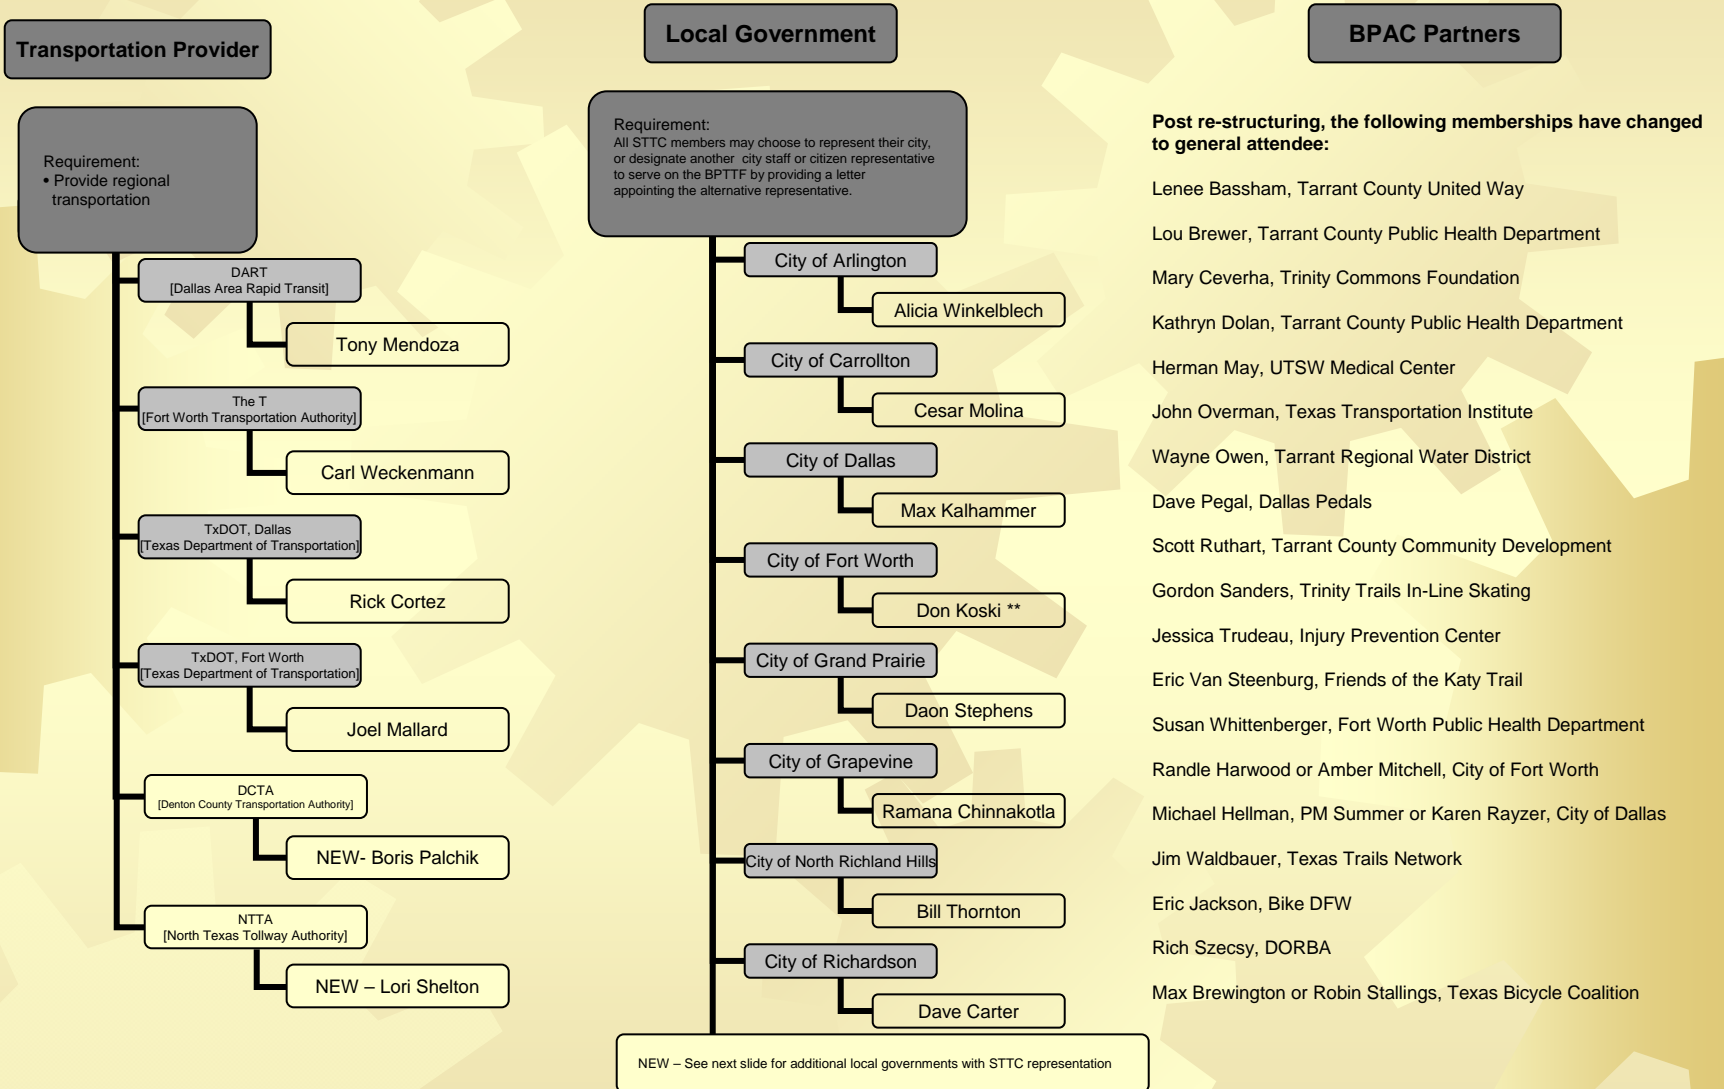 Transportation Provider
Requirement:
• Provide regional
transportation
DART
[Dallas Area Rapid Transit]
Tony Mendoza
The T
[Fort Worth Transportation Authority]
Carl Weckenmann
TxDOT, Dallas
[Texas Department of Transportation]
Rick Cortez
TxDOT, Fort Worth
[Texas Department of Transportation]
Joel Mallard
DCTA
[Denton County Transportation Authority]
NEW- Boris Palchik
NTTA
[North Texas Tollway Authority]
NEW – Lori Shelton
Local Government
Requirement:
All STTC members may choose to represent their city,
or designate another city staff or citizen representative
to serve on the BPTTF by providing a letter
appointing the alternative representative.
City of Arlington
Alicia Winkelblech
City of Carrollton
Cesar Molina
City of Dallas
Max Kalhammer
City of Fort Worth
Don Koski **
City of Grand Prairie
Daon Stephens
City of Grapevine
Ramana Chinnakotla
City of North Richland Hills
Bill Thornton
City of Richardson
Dave Carter
NEW – See next slide for additional local governments with STTC representation
BPAC Partners
Post re-structuring, the following memberships have changed
to general attendee:
Lenee Bassham, Tarrant County United Way
Lou Brewer, Tarrant County Public Health Department
Mary Ceverha, Trinity Commons Foundation
Kathryn Dolan, Tarrant County Public Health Department
Herman May, UTSW Medical Center
John Overman, Texas Transportation Institute
Wayne Owen, Tarrant Regional Water District
Dave Pegal, Dallas Pedals
Scott Ruthart, Tarrant County Community Development
Gordon Sanders, Trinity Trails In-Line Skating
Jessica Trudeau, Injury Prevention Center
Eric Van Steenburg, Friends of the Katy Trail
Susan Whittenberger, Fort Worth Public Health Department
Randle Harwood or Amber Mitchell, City of Fort Worth
Michael Hellman, PM Summer or Karen Rayzer, City of Dallas
Jim Waldbauer, Texas Trails Network
Eric Jackson, Bike DFW
Rich Szecsy, DORBA
Max Brewington or Robin Stallings, Texas Bicycle Coalition